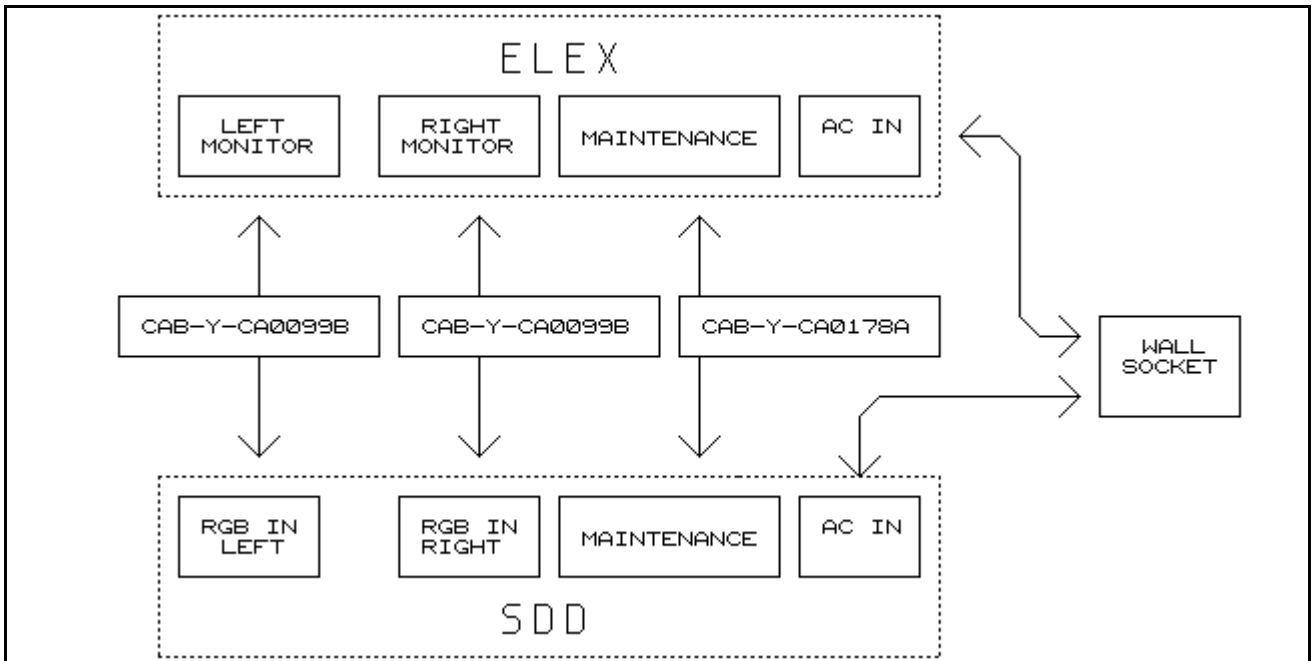 ELEX
LEFT
MONITOR
RIGHT
MONITOR
MAINTENANCE
AC IN
CAB-Y-CA0099B
CAB-Y-CA0099B
CAB-Y-CA0178A
WALL
SOCKET
RGB IN
LEFT
RGB IN
RIGHT
MAINTENANCE
AC IN
SDD